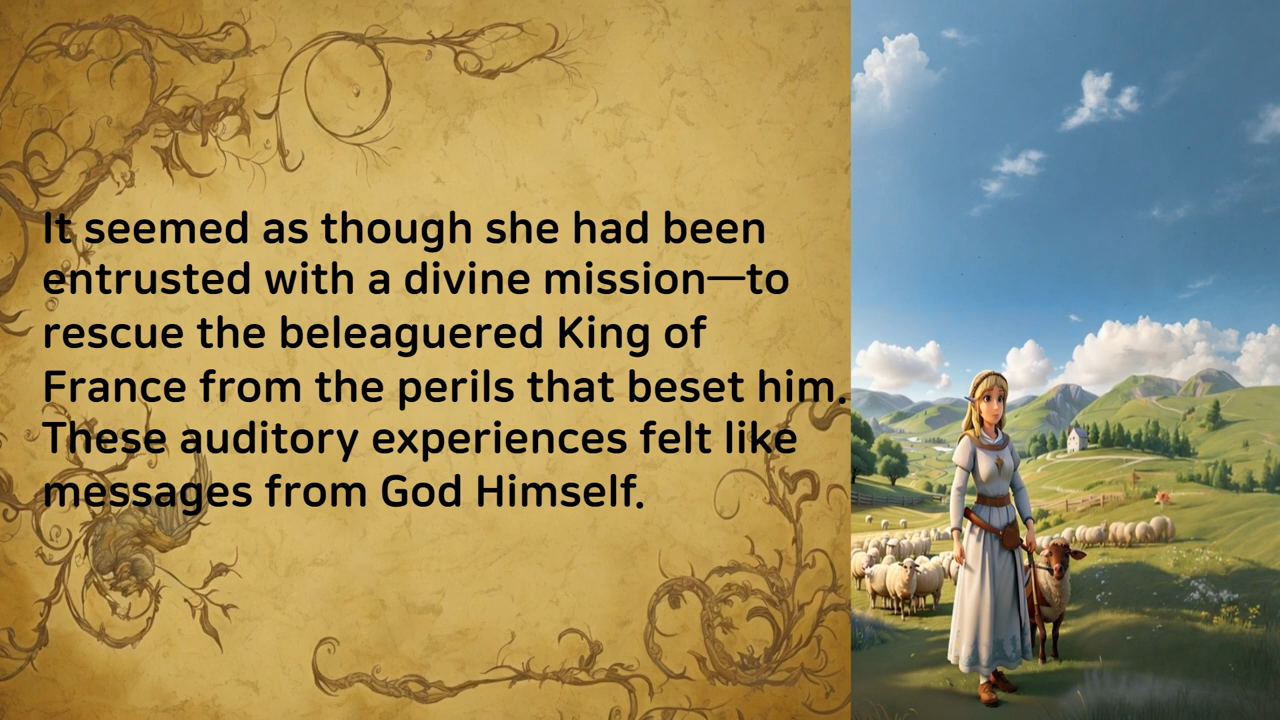 It seemed as though she had been
entrusted with a divine mission—to
rescue the beleaguered King of
France from the perils that beset him.
These auditory experiences felt like
messages from God Himself.